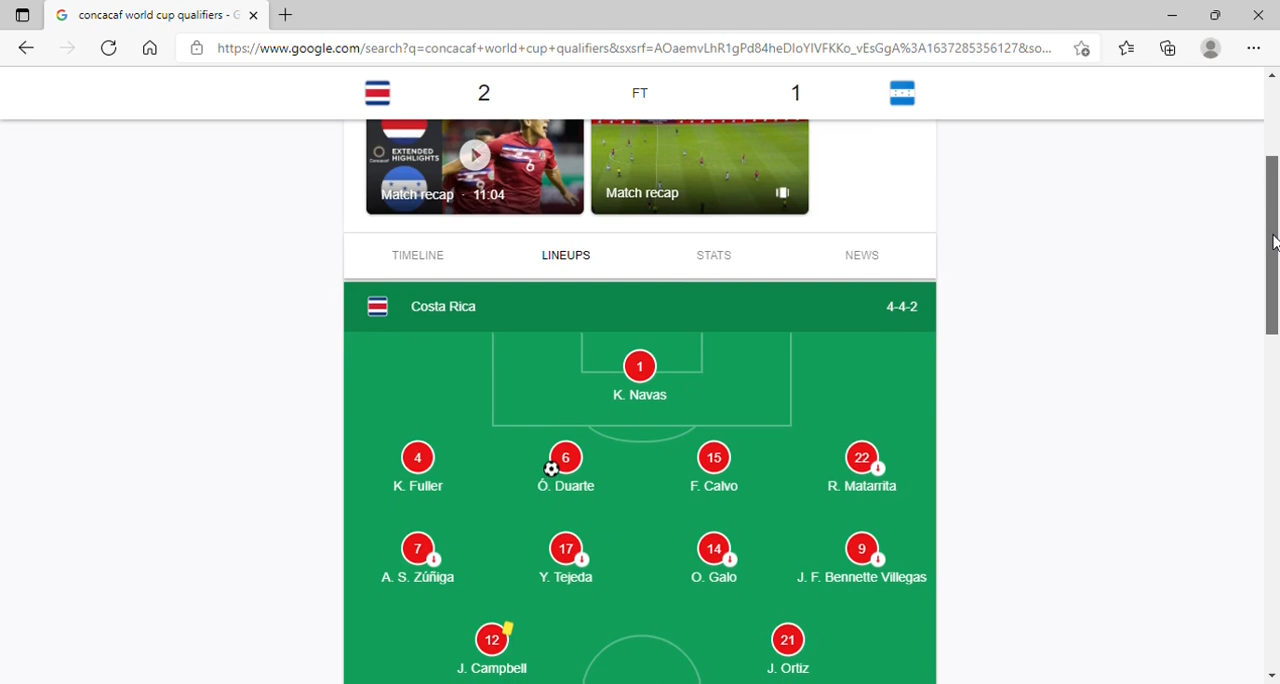 concacaf world cup qualifiers - G
https://www.google.com/search?q=concacaf+world+cup+qualifiers&sxsrf=AOaemvLhR1gPd84heDIoYIVFKKo_vEsGgA%3A1637285356127&so...
2 FT 1
EXTENDED
HIGHLIGHTS
Match recap · 11:04
Match recap
TIMELINE LINEUPS STATS NEWS
Costa Rica 4-4-2
1
K. Navas
4 6 15 22
K. Fuller Ó. Duarte F. Calvo R. Matarrita
7 17 14 9
A. S. Zúñiga Y. Tejeda O. Galo J. F. Bennette Villegas
12 21
J. Campbell J. Ortiz